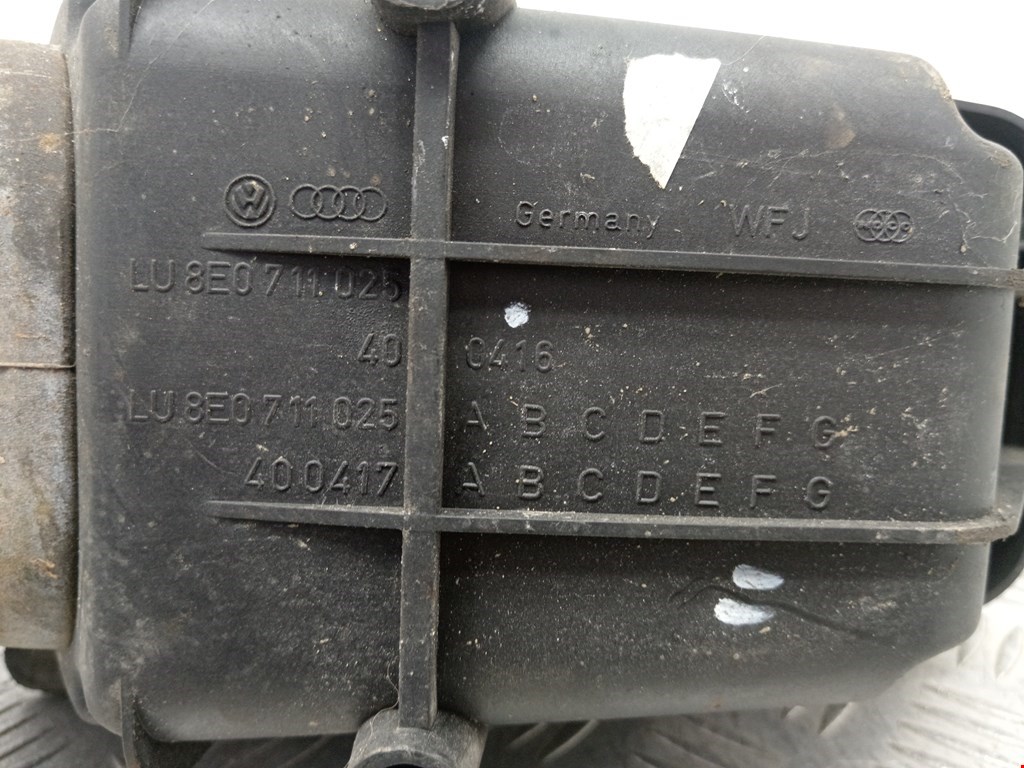 Germany WFJ
LU 8E0 711 025
40 0416
LU 8E0 711 025 A B C D E F G
40 0417 A B C D E F G